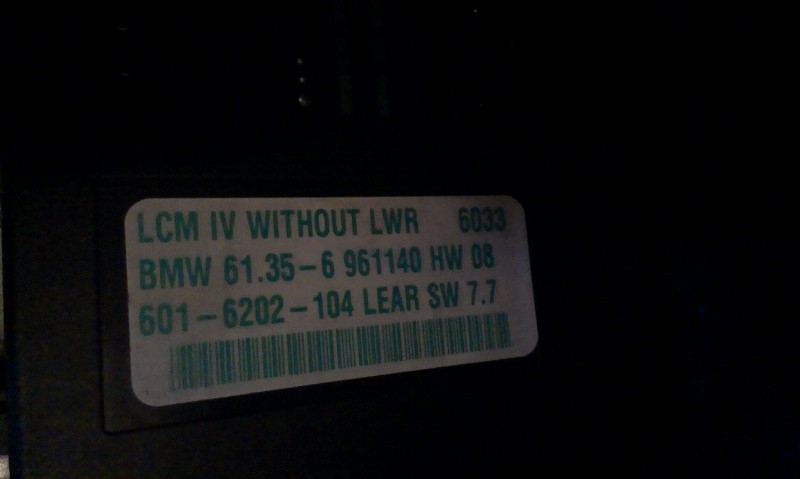 LCM IV WITHOUT LWR 6033
BMW 61.35-6 961140 HW 08
601-6202-104 LEAR SW 7.7